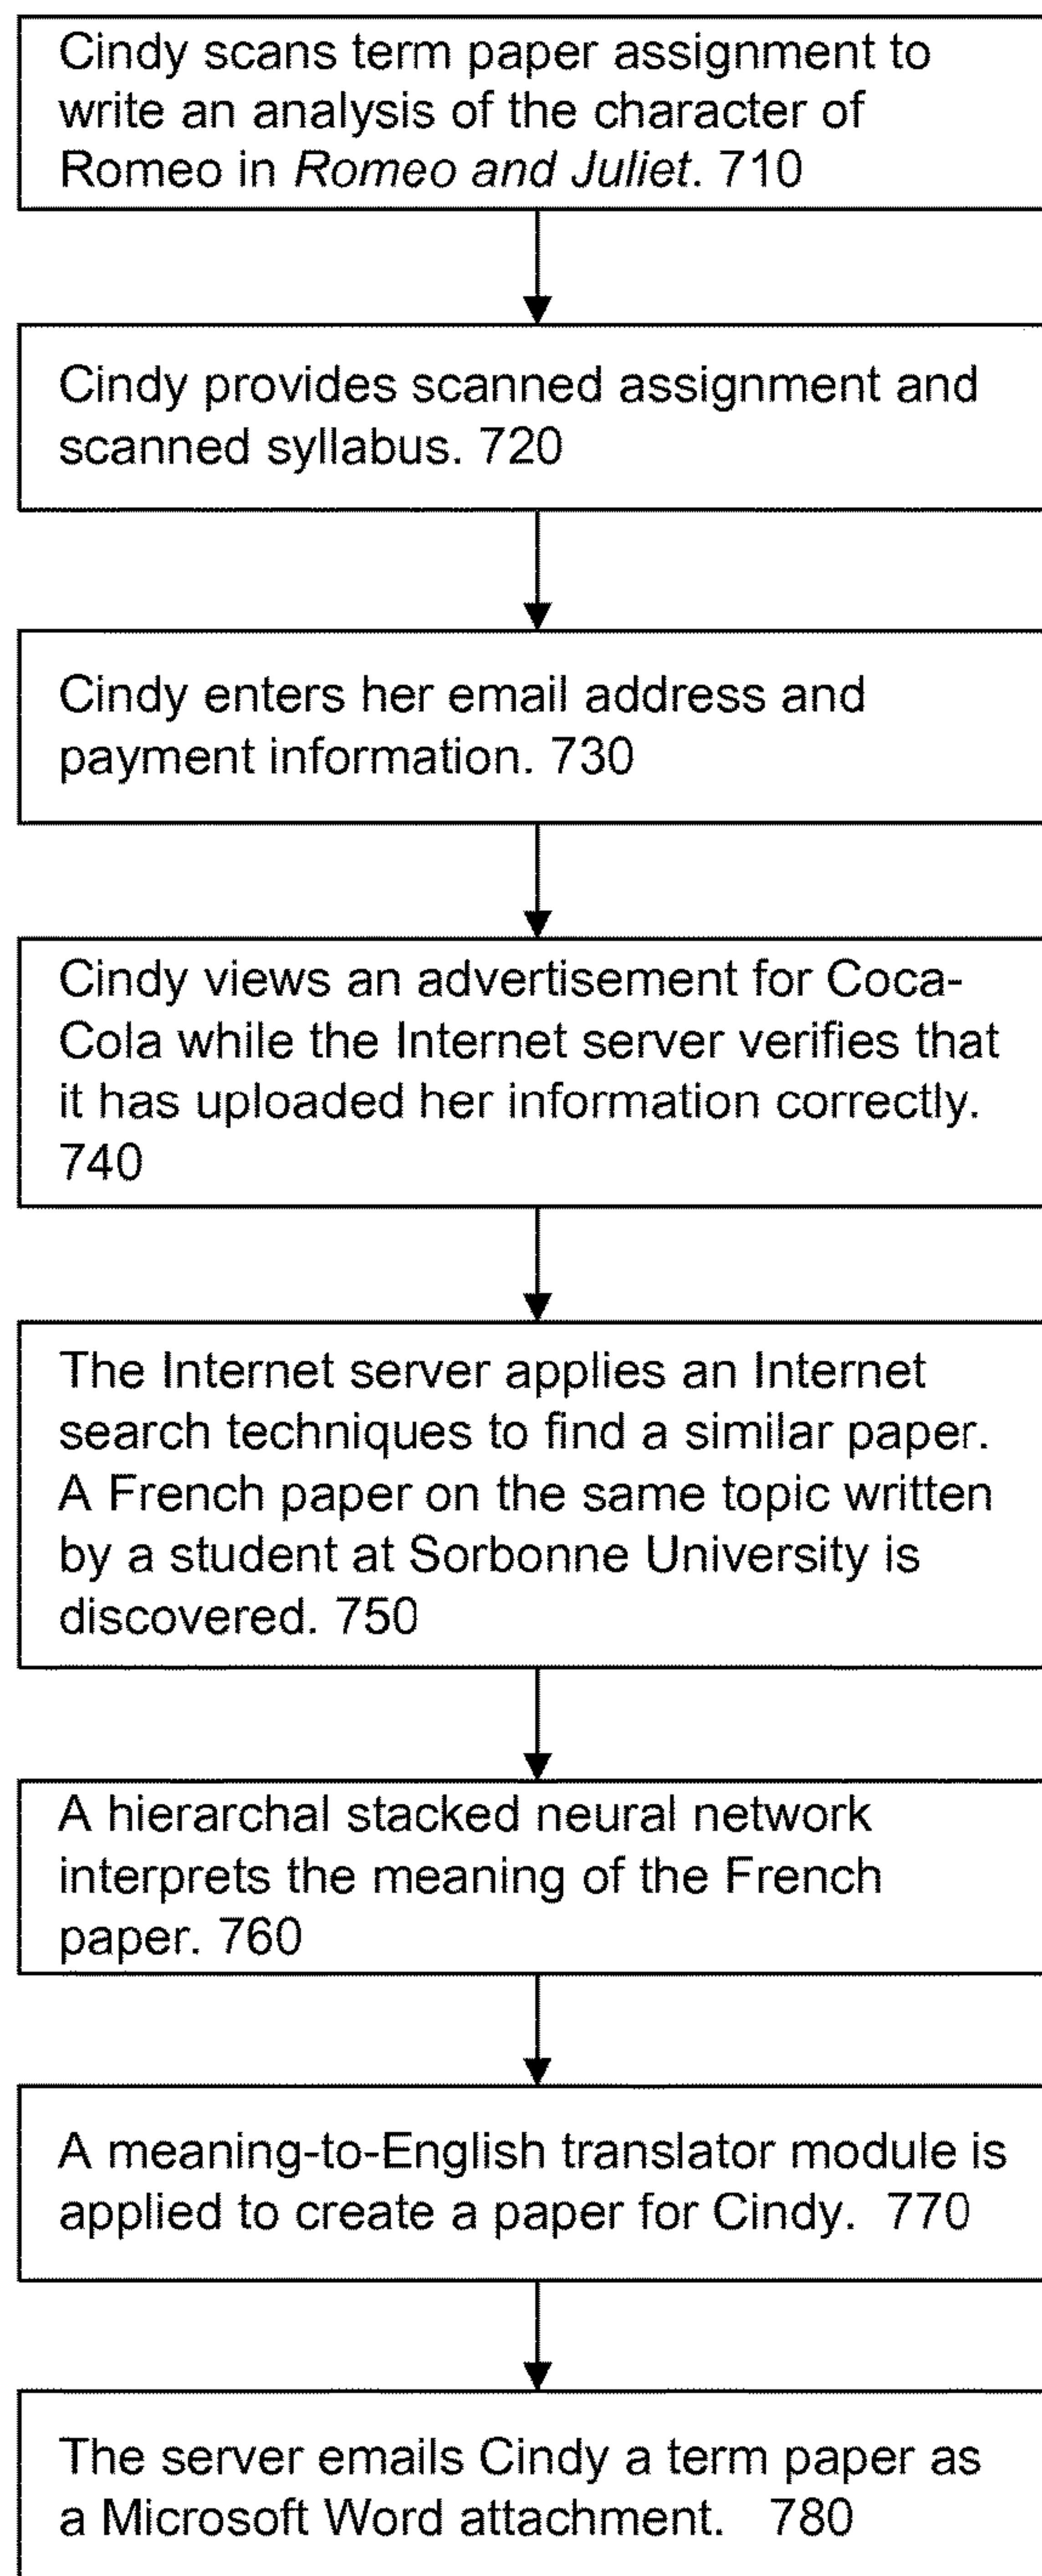 Cindy scans term paper assignment to
write an analysis of the character of
Romeo in Romeo and Juliet. 710
Cindy provides scanned assignment and
scanned syllabus. 720
Cindy enters her email address and
payment information. 730
Cindy views an advertisement for Coca-
Cola while the Internet server verifies that
it has uploaded her information correctly.
740
The Internet server applies an Internet
search techniques to find a similar paper.
A French paper on the same topic written
by a student at Sorbonne University is
discovered. 750
A hierarchal stacked neural network
interprets the meaning of the French
paper. 760
A meaning-to-English translator module is
applied to create a paper for Cindy. 770
The server emails Cindy a term paper as
a Microsoft Word attachment. 780